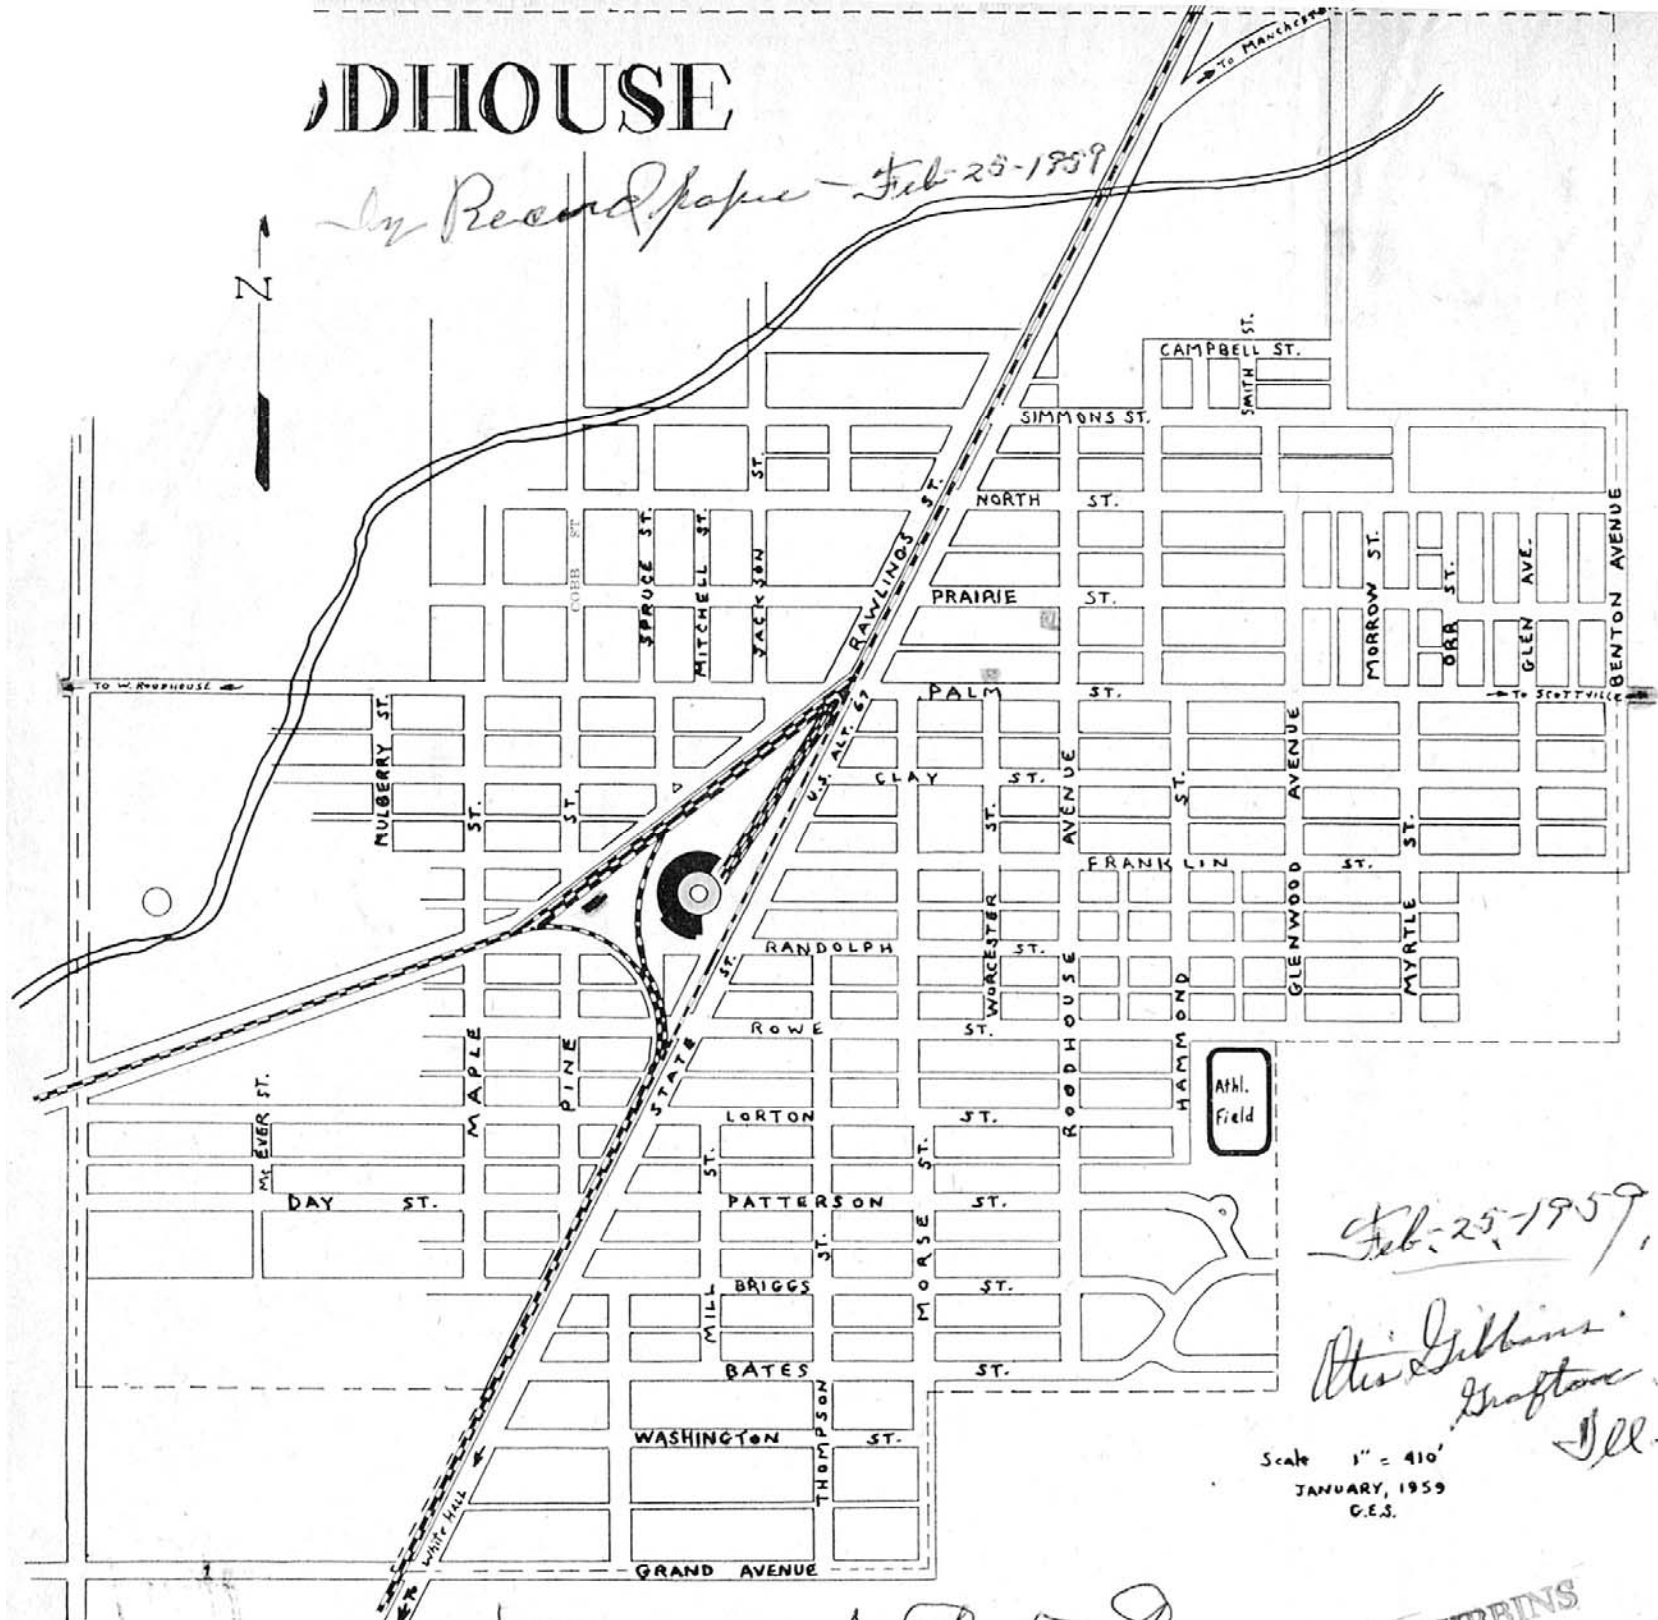 TO MANCHESTER
ODHOUSE
In Record paper - Feb-25-1959
N
SMITH ST.
CAMPBELL ST.
SIMMONS ST.
JACKSON ST.
NORTH ST.
RAWLINGS ST.
COBB ST
SPRUCE ST.
MITCHELL ST.
PRAIRIE ST.
MORROW ST.
ORR ST.
GLEN AVE.
BENTON AVENUE
TO W. ROODHOUSE
PALM ST.
TO SCOTTVILLE
U.S. ALT. 67
MULBERRY ST.
CLAY ST.
FRANKLIN ST.
WORCESTER ST.
ROODHOUSE AVENUE
HAMMOND ST.
GLENWOOD AVENUE
MYRTLE ST.
RANDOLPH ST.
ROWE ST.
MAPLE ST.
PINE ST.
STATE ST.
Athl.
Field
McEVER ST.
LORTON ST.
DAY ST.
PATTERSON ST.
MILL ST.
THOMPSON ST.
MORSE ST.
BRIGGS ST.
BATES ST.
WASHINGTON ST.
TO White HALL
GRAND AVENUE
Feb. 25-1959,
Otis Gibbins
Grafton
Ill.
Scale 1" = 410'
JANUARY, 1959
G.E.S.